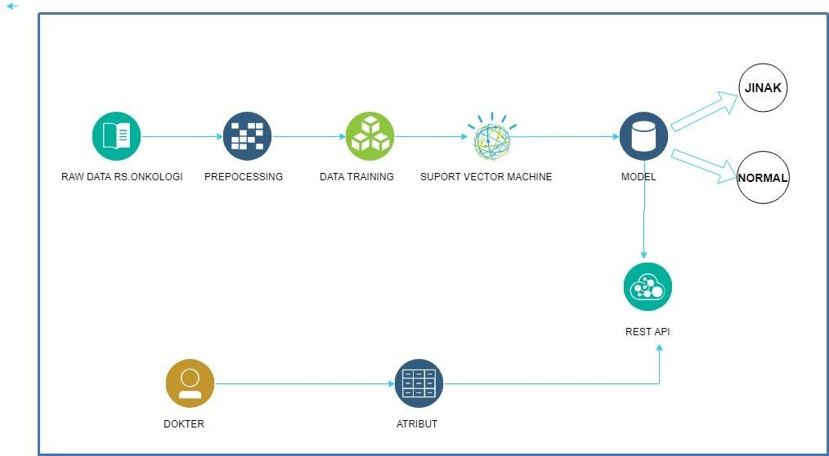 JINAK
RAW DATA RS.ONKOLOGI
PREPOCESSING
DATA TRAINING
SUPORT VECTOR MACHINE
MODEL
NORMAL
REST API
DOKTER
ATRIBUT